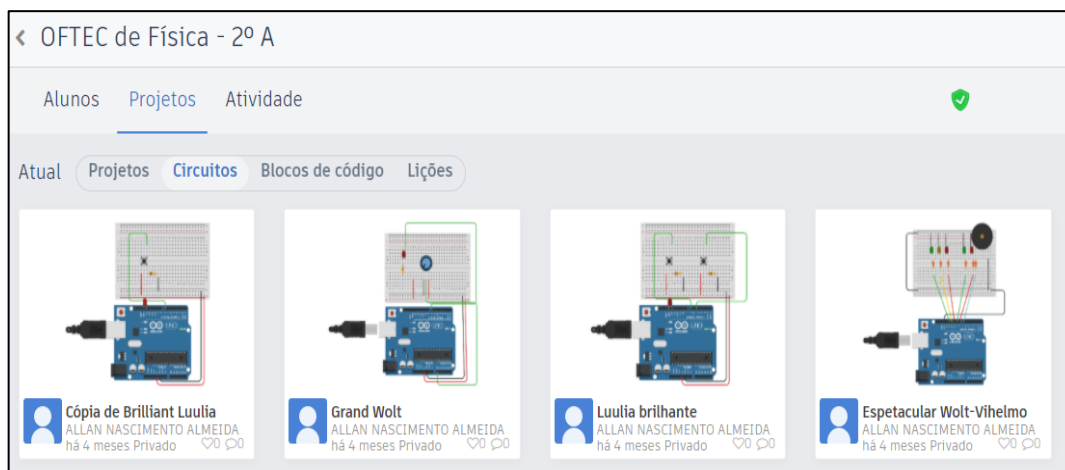 OFTEC de Física - 2º A
Alunos Projetos Atividade
Atual Projetos Circuitos Blocos de código Lições
Cópia de Brilliant Luulia
ALLAN NASCIMENTO ALMEIDA
há 4 meses Privado 0 0
Grand Wolt
ALLAN NASCIMENTO ALMEIDA
há 4 meses Privado 0 0
Luulia brilhante
ALLAN NASCIMENTO ALMEIDA
há 4 meses Privado 0 0
Espetacular Wolt-Vihelmo
ALLAN NASCIMENTO ALMEIDA
há 4 meses Privado 0 0